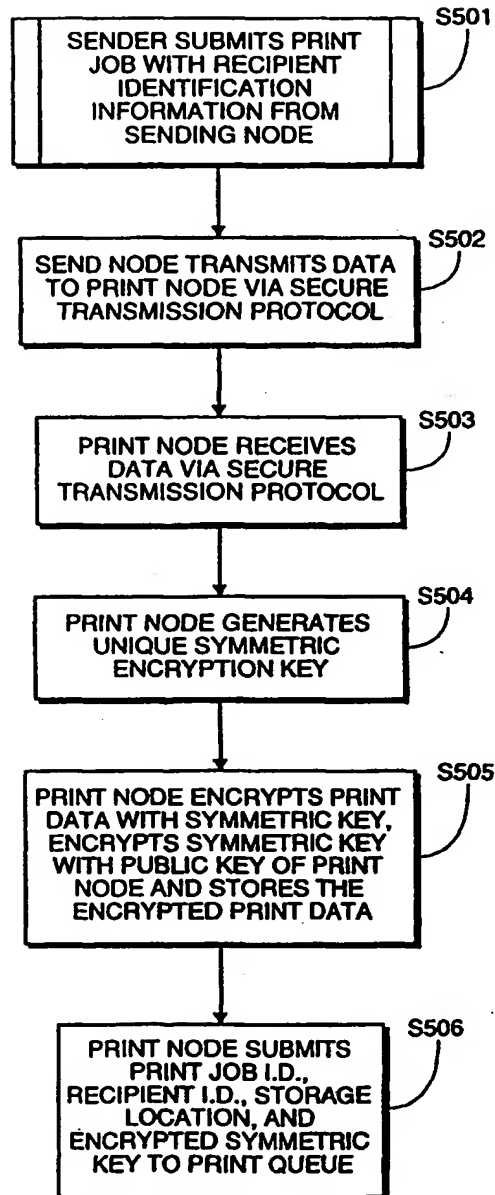 S501
SENDER SUBMITS PRINT
JOB WITH RECIPIENT
IDENTIFICATION
INFORMATION FROM
SENDING NODE
S502
SEND NODE TRANSMITS DATA
TO PRINT NODE VIA SECURE
TRANSMISSION PROTOCOL
S503
PRINT NODE RECEIVES
DATA VIA SECURE
TRANSMISSION PROTOCOL
S504
PRINT NODE GENERATES
UNIQUE SYMMETRIC
ENCRYPTION KEY
S505
PRINT NODE ENCRYPTS PRINT
DATA WITH SYMMETRIC KEY,
ENCRYPTS SYMMETRIC KEY
WITH PUBLIC KEY OF PRINT
NODE AND STORES THE
ENCRYPTED PRINT DATA
S506
PRINT NODE SUBMITS
PRINT JOB I.D.,
RECIPIENT I.D., STORAGE
LOCATION, AND
ENCRYPTED SYMMETRIC
KEY TO PRINT QUEUE